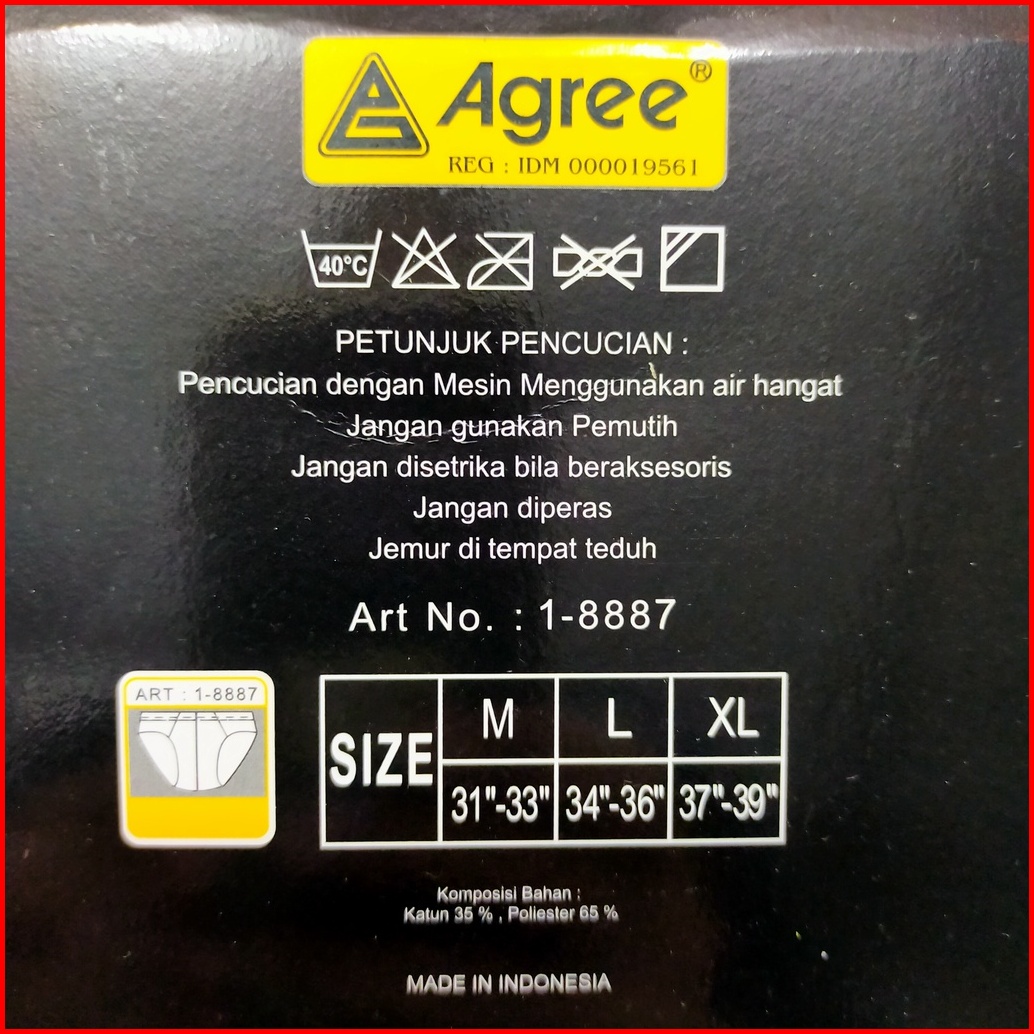 Agree®
REG : IDM 000019561
40°C
PETUNJUK PENCUCIAN :
Pencucian dengan Mesin Menggunakan air hangat
Jangan gunakan Pemutih
Jangan disetrika bila beraksesoris
Jangan diperas
Jemur di tempat teduh
Art No. : 1-8887
ART : 1-8887
SIZE
M L XL
31"-33" 34"-36" 37"-39"
Komposisi Bahan :
Katun 35 % , Poliester 65 %
MADE IN INDONESIA